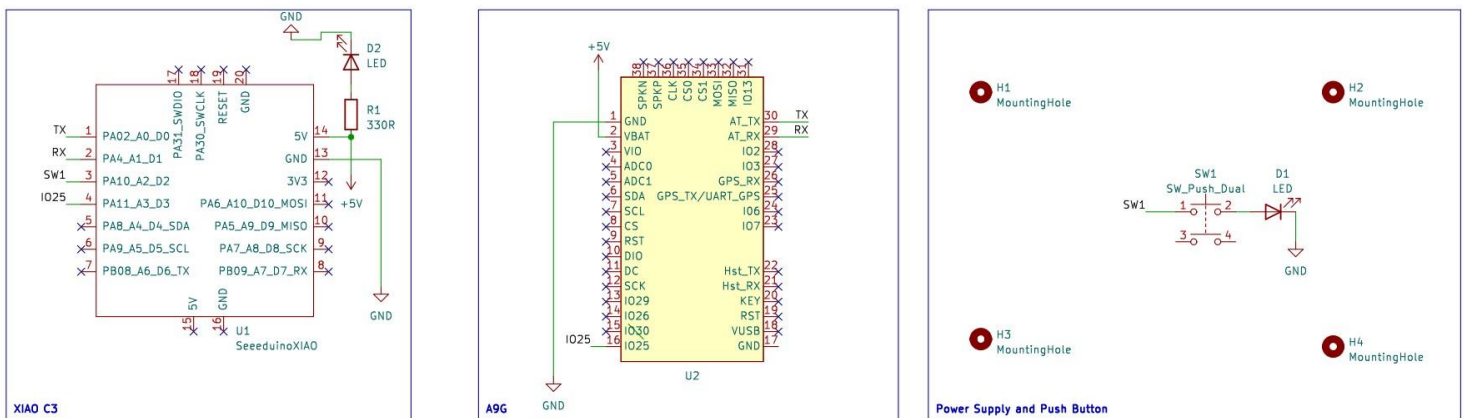 GND
D2
LED
R1
330R
17
18
19
20
PA31_SWDIO
PA30_SWCLK
RESET
GND
TX 1 PA02_A0_D0
RX 2 PA4_A1_D1
SW1 3 PA10_A2_D2
IO25 4 PA11_A3_D3
5 PA8_A4_D4_SDA
6 PA9_A5_D5_SCL
7 PB08_A6_D6_TX
5V 14
GND 13
3V3 12
PA6_A10_D10_MOSI 11
PA5_A9_D9_MISO 10
PA7_A8_D8_SCK 9
PB09_A7_D7_RX 8
+5V
GND
5V
GND
15
16
U1
SeeeduinoXIAO
XIAO C3
+5V
38
37
36
35
34
33
32
31
SPKN
SPKP
CLK
CS0
CS1
MOSI
MISO
IO13
1 GND
2 VBAT
3 VIO
4 ADC0
5 ADC1
6 SDA
7 SCL
8 CS
9 RST
10 DIO
11 DC
12 SCK
13 IO29
14 IO26
15 IO30
IO25 16 IO25
AT_TX 30 TX
AT_RX 29 RX
IO2 28
IO3 27
GPS_RX 26
GPS_TX/UART_GPS 25
IO6 24
IO7 23
Hst_TX 22
Hst_RX 21
KEY 20
RST 19
VUSB 18
GND 17
U2
GND
A9G
H1
MountingHole
H2
MountingHole
SW1
SW_Push_Dual
D1
LED
SW1
1 2
3 4
GND
H3
MountingHole
H4
MountingHole
Power Supply and Push Button